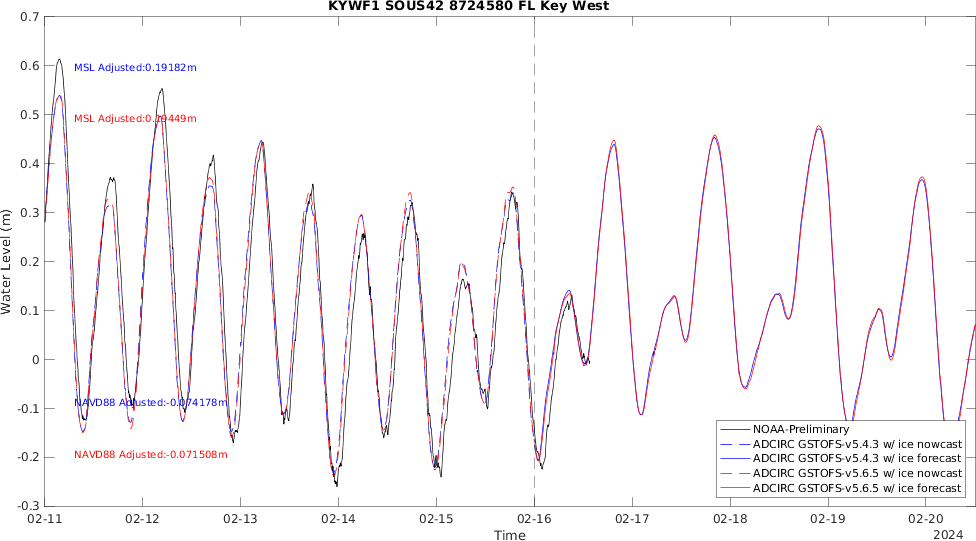 KYWF1 SOUS42 8724580 FL Key West
0.7
0.6
0.5
0.4
0.3
0.2
0.1
0
-0.1
-0.2
-0.3
Water Level (m)
MSL Adjusted:0.19182m
MSL Adjusted:0.19449m
NAVD88 Adjusted:-0.074178m
NAVD88 Adjusted:-0.071508m
NOAA-Preliminary
ADCIRC GSTOFS-v5.4.3 w/ ice nowcast
ADCIRC GSTOFS-v5.4.3 w/ ice forecast
ADCIRC GSTOFS-v5.6.5 w/ ice nowcast
ADCIRC GSTOFS-v5.6.5 w/ ice forecast
02-11 02-12 02-13 02-14 02-15 02-16 02-17 02-18 02-19 02-20
Time
2024